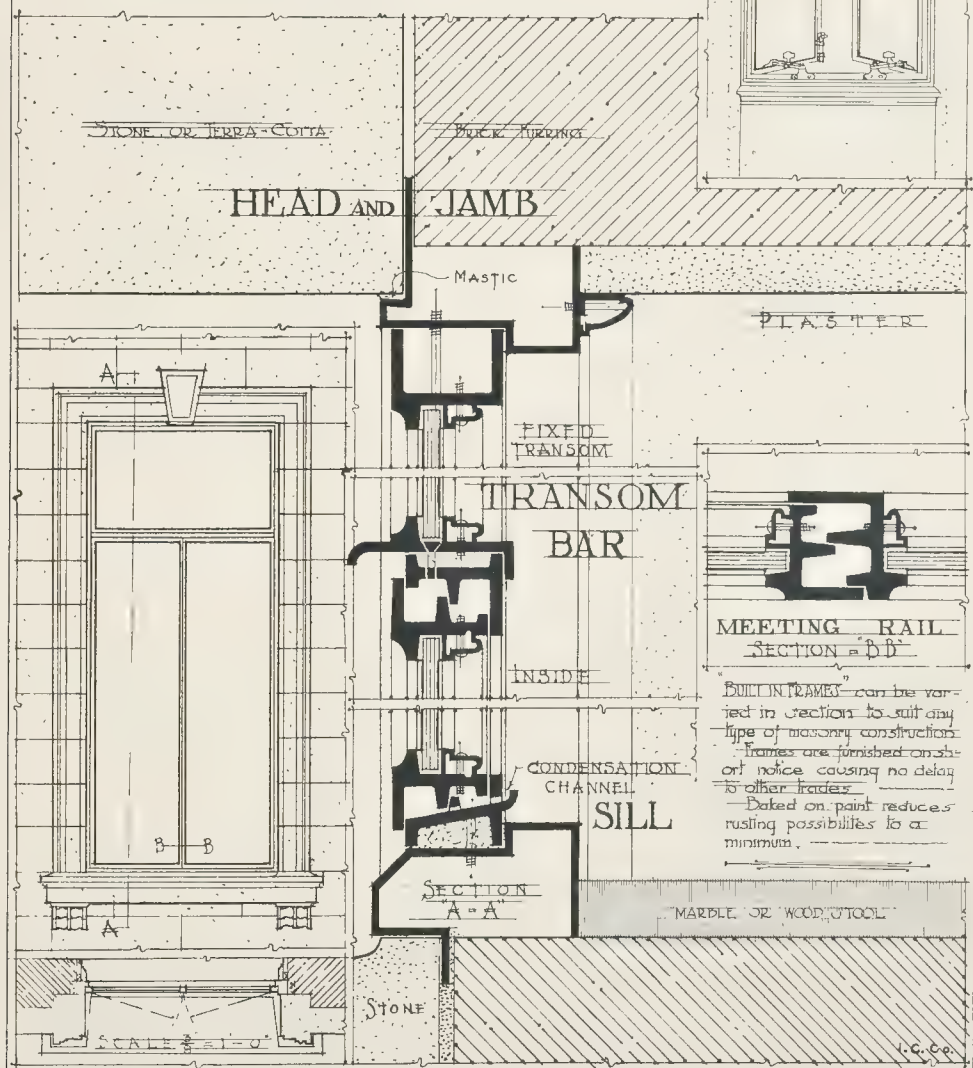 STONE OR TERRA-COTTA
BRICK FURRING
HEAD AND JAMB
MASTIC
PLASTER
A
FIXED
TRANSOM
TRANSOM
BAR
MEETING RAIL
SECTION "BB"
INSIDE
"BUILT IN FRAMES" can be var-
ied in section to suit any
type of masonry construction
Frames are furnished on sh-
ort notice causing no delay
to other trades
Baked on paint reduces
rusting possibilites to a
minimum.
CONDENSATION
CHANNEL
SILL
B B
SECTION
"A-A"
A
MARBLE OR WOOD STOOL
STONE
SCALE 3/8" = 1'-0"
I.C.Co.